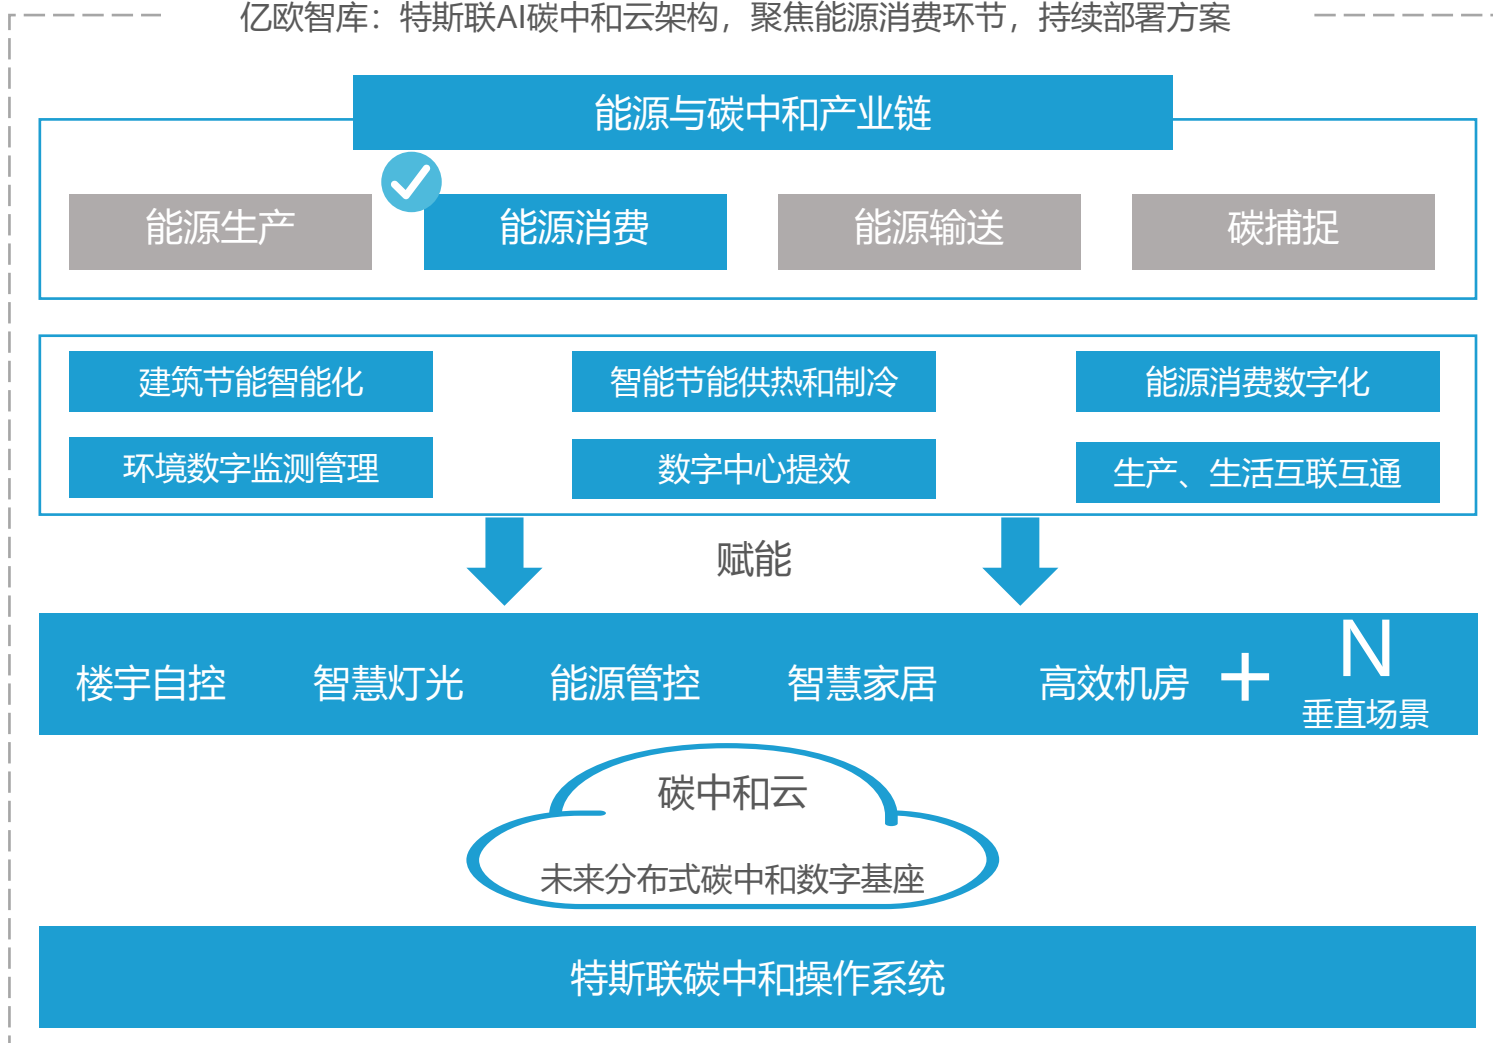 亿欧智库：特斯联AI碳中和云架构，聚焦能源消费环节，持续部署方案
能源与碳中和产业链
能源生产
能源消费
能源输送
碳捕捉
建筑节能智能化
智能节能供热和制冷
能源消费数字化
环境数字监测管理
数字中心提效
生产、生活互联互通
赋能
楼宇自控
智慧灯光
能源管控
智慧家居
高效机房
+
N
垂直场景
碳中和云
未来分布式碳中和数字基座
特斯联碳中和操作系统